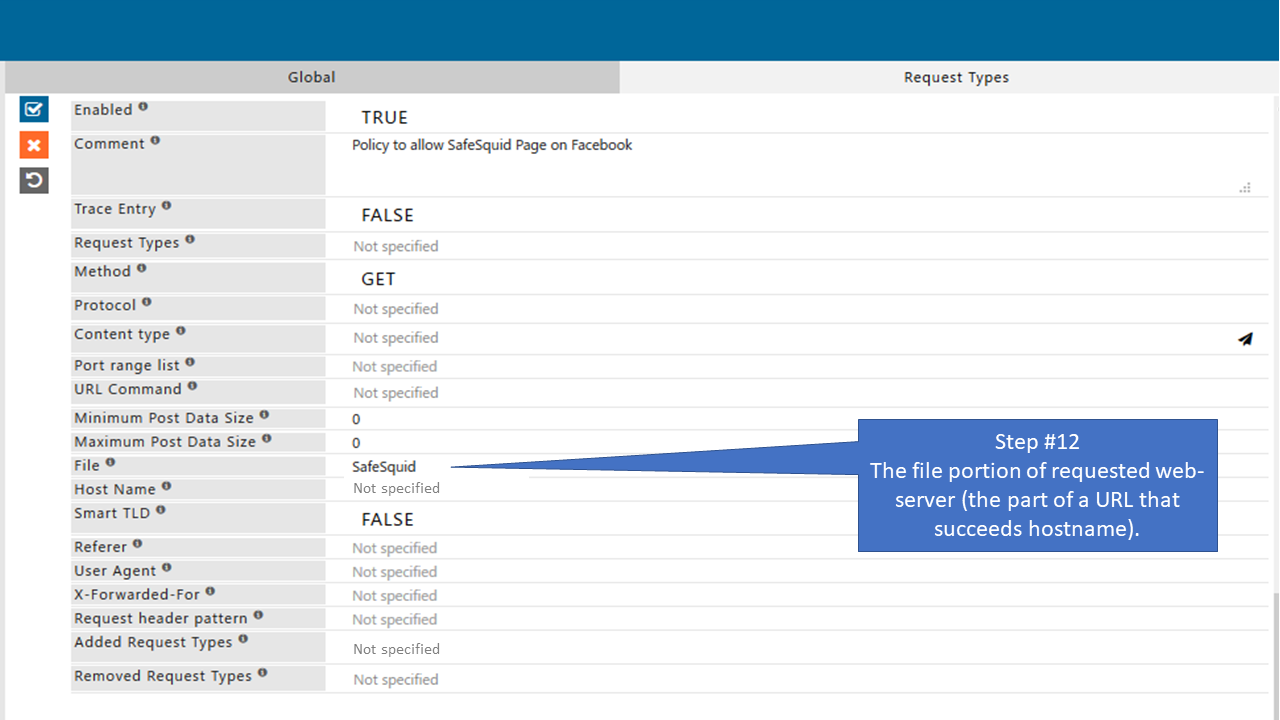 Global Request Types
Enabled TRUE
Comment Policy to allow SafeSquid Page on Facebook
Trace Entry FALSE
Request Types Not specified
Method GET
Protocol Not specified
Content type Not specified
Port range list Not specified
URL Command Not specified
Minimum Post Data Size 0
Maximum Post Data Size 0
File SafeSquid
Host Name Not specified
Smart TLD FALSE
Referer Not specified
User Agent Not specified
X-Forwarded-For Not specified
Request header pattern Not specified
Added Request Types Not specified
Removed Request Types Not specified
Step #12
The file portion of requested web-
server (the part of a URL that
succeeds hostname).